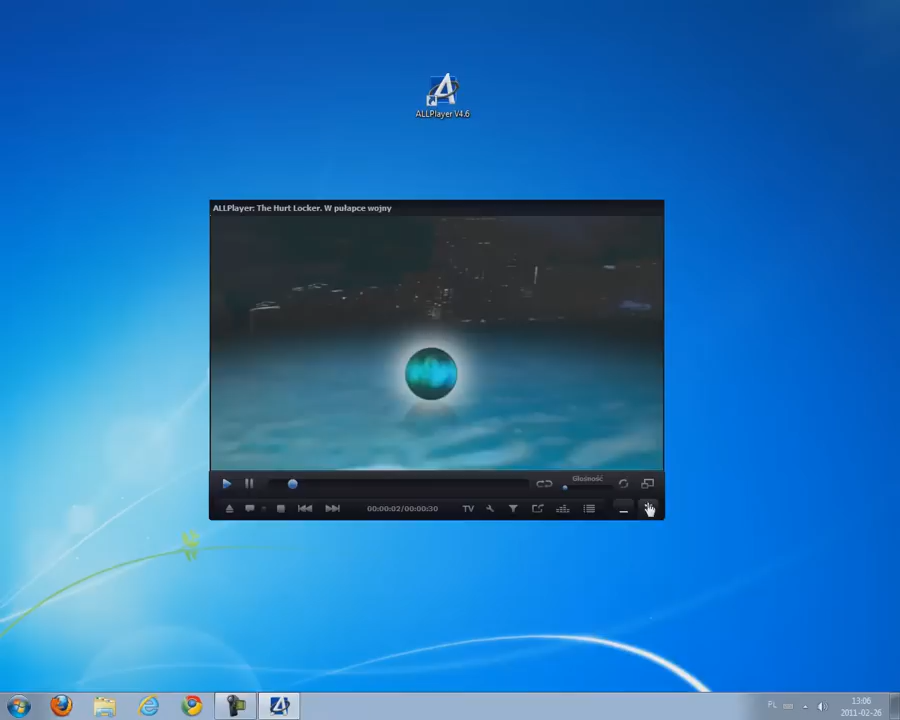 ALLPlayer V4.6
ALLPlayer: The Hurt Locker. W pułapce wojny
Głośność
00:00:02/00:00:30
TV
PL
13:06
2011-02-26